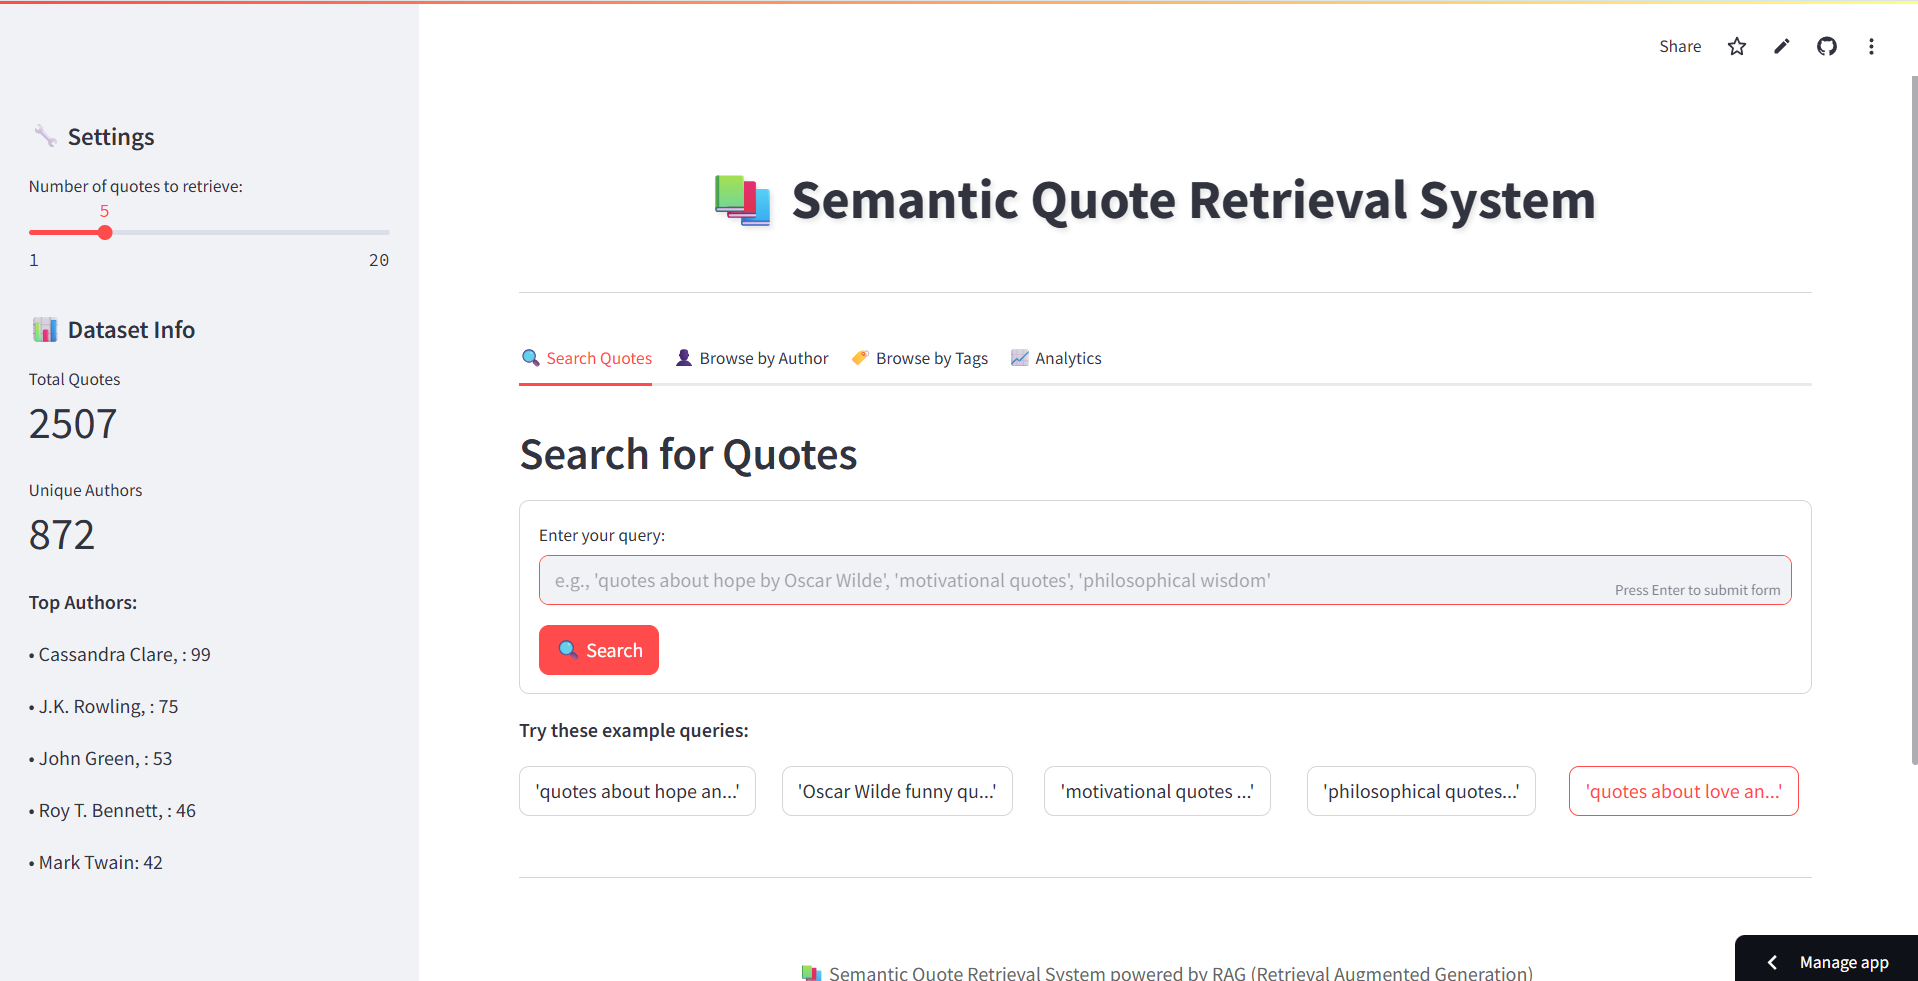 Share
Settings
Number of quotes to retrieve:
5
1 20
Dataset Info
Total Quotes
2507
Unique Authors
872
Top Authors:
• Cassandra Clare, : 99
• J.K. Rowling, : 75
• John Green, : 53
• Roy T. Bennett, : 46
• Mark Twain: 42
Semantic Quote Retrieval System
Search Quotes Browse by Author Browse by Tags Analytics
Search for Quotes
Enter your query:
e.g., 'quotes about hope by Oscar Wilde', 'motivational quotes', 'philosophical wisdom'
Press Enter to submit form
Search
Try these example queries:
'quotes about hope an...' 'Oscar Wilde funny qu...' 'motivational quotes ...' 'philosophical quotes...' 'quotes about love an...'
Semantic Quote Retrieval System powered by RAG (Retrieval Augmented Generation)
Manage app